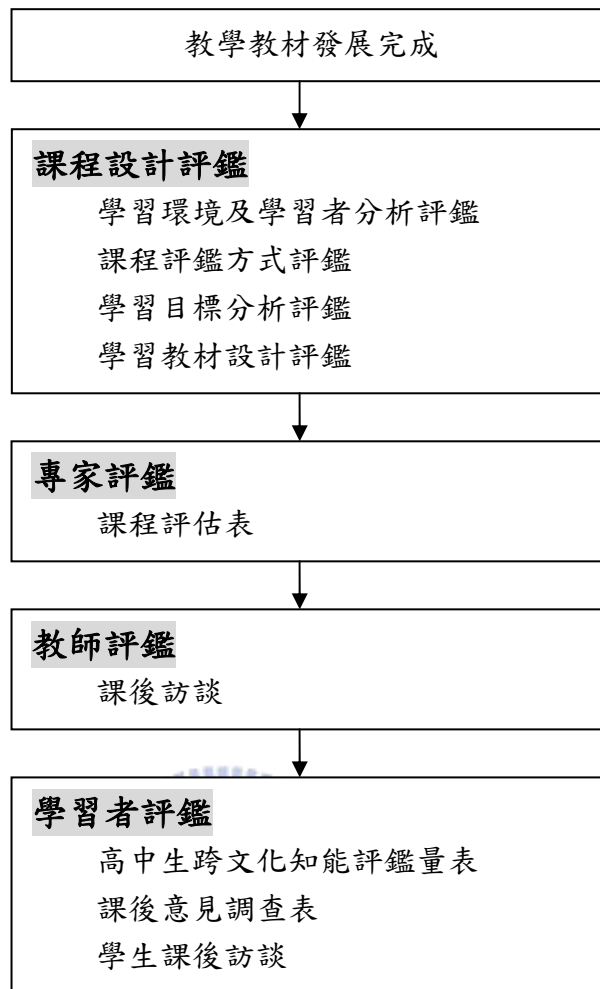 教學教材發展完成
課程設計評鑑
學習環境及學習者分析評鑑
課程評鑑方式評鑑
學習目標分析評鑑
學習教材設計評鑑
專家評鑑
課程評估表
教師評鑑
課後訪談
學習者評鑑
高中生跨文化知能評鑑量表
課後意見調查表
學生課後訪談